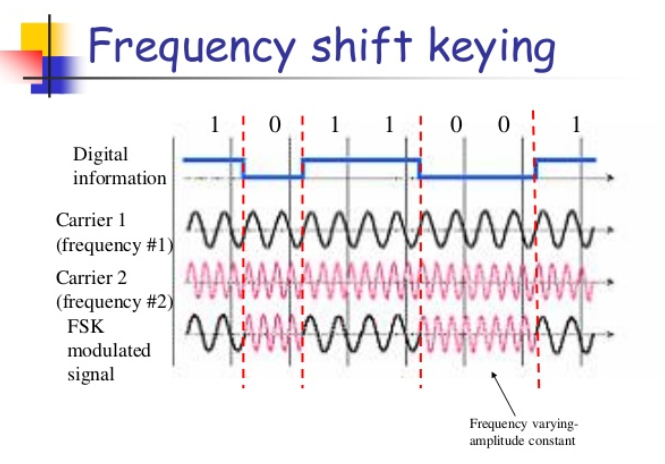 Frequency shift keying
1 0 1 1 0 0 1
Digital
information
Carrier 1
(frequency #1)
Carrier 2
(frequency #2)
FSK
modulated
signal
Frequency varying-
amplitude constant